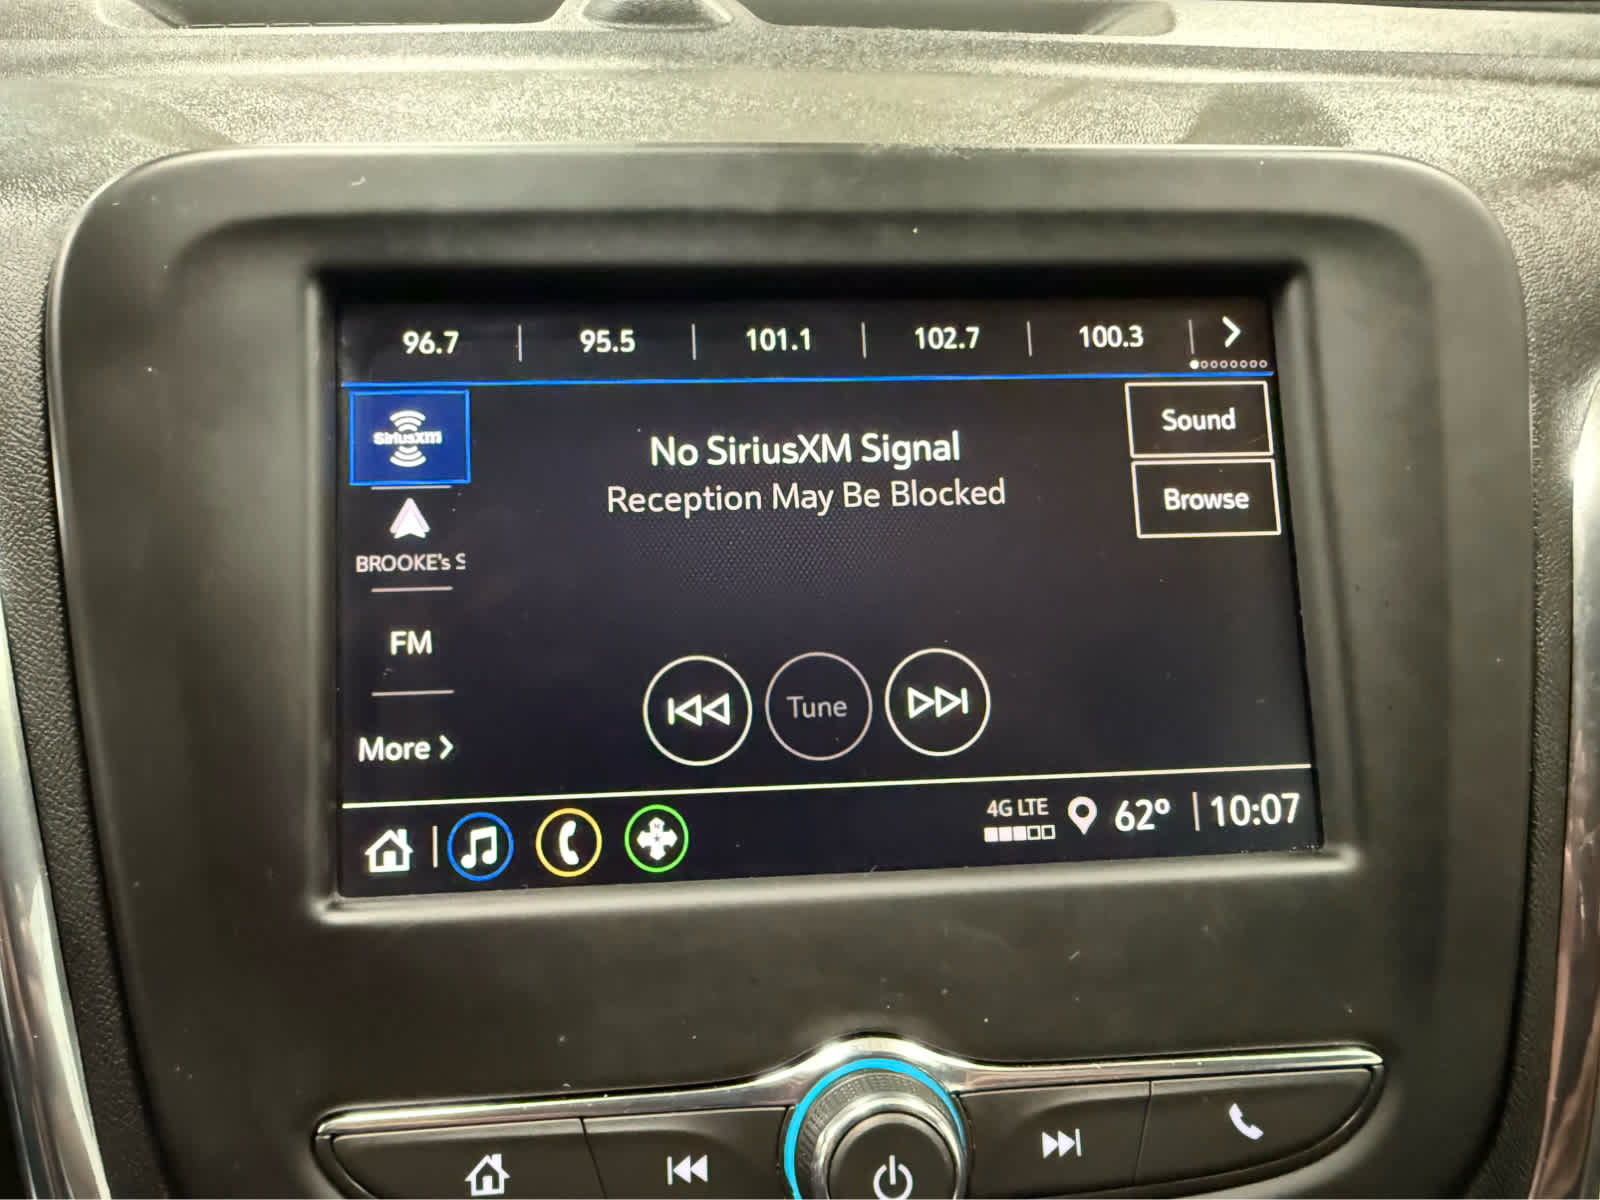 96.7 | 95.5 | 101.1 | 102.7 | 100.3
SiriusXM
No SiriusXM Signal
Reception May Be Blocked
Sound
Browse
BROOKE's S
FM
Tune
More
4G LTE
62° | 10:07